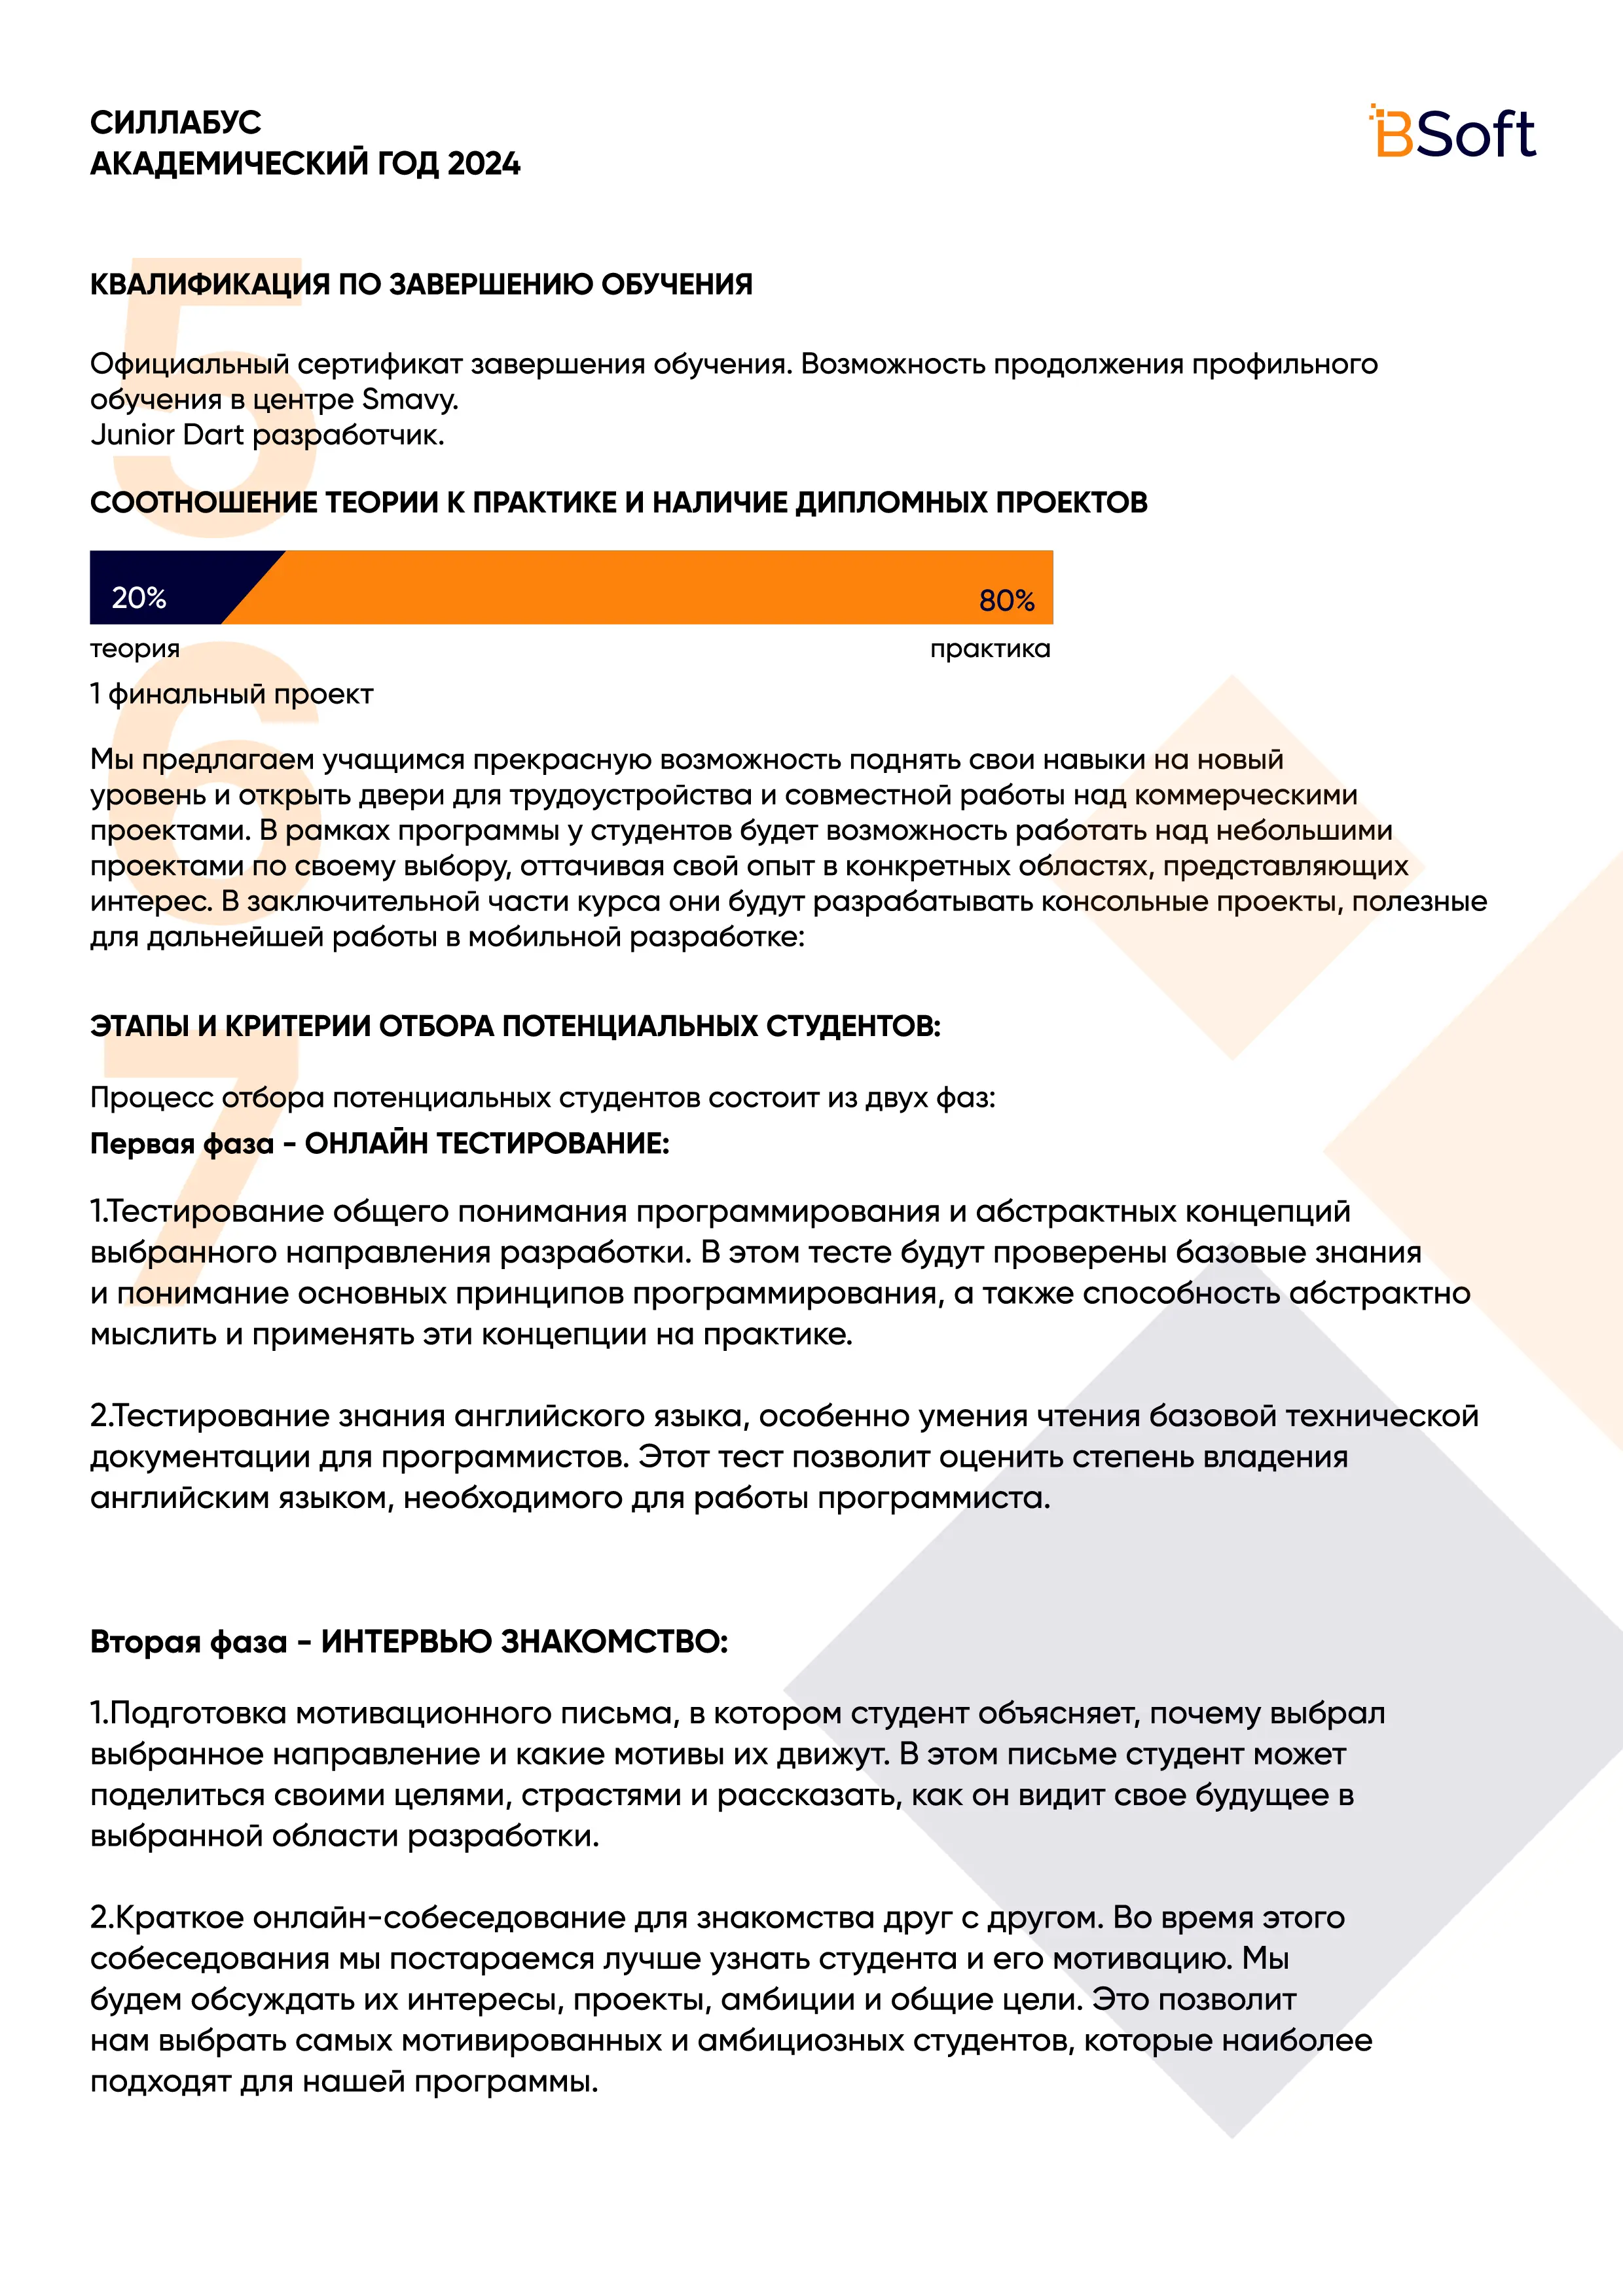 СИЛЛАБУС
АКАДЕМИЧЕСКИЙ ГОД 2024
BSoft
5
КВАЛИФИКАЦИЯ ПО ЗАВЕРШЕНИЮ ОБУЧЕНИЯ
Официальный сертификат завершения обучения. Возможность продолжения профильного
обучения в центре Smavy.
Junior Dart разработчик.
6
СООТНОШЕНИЕ ТЕОРИИ К ПРАКТИКЕ И НАЛИЧИЕ ДИПЛОМНЫХ ПРОЕКТОВ
20%
80%
теория
практика
1 финальный проект
Мы предлагаем учащимся прекрасную возможность поднять свои навыки на новый
уровень и открыть двери для трудоустройства и совместной работы над коммерческими
проектами. В рамках программы у студентов будет возможность работать над небольшими
проектами по своему выбору, оттачивая свой опыт в конкретных областях, представляющих
интерес. В заключительной части курса они будут разрабатывать консольные проекты, полезные
для дальнейшей работы в мобильной разработке:
7
ЭТАПЫ И КРИТЕРИИ ОТБОРА ПОТЕНЦИАЛЬНЫХ СТУДЕНТОВ:
Процесс отбора потенциальных студентов состоит из двух фаз:
Первая фаза - ОНЛАЙН ТЕСТИРОВАНИЕ:
1.Тестирование общего понимания программирования и абстрактных концепций
выбранного направления разработки. В этом тесте будут проверены базовые знания
и понимание основных принципов программирования, а также способность абстрактно
мыслить и применять эти концепции на практике.
2.Тестирование знания английского языка, особенно умения чтения базовой технической
документации для программистов. Этот тест позволит оценить степень владения
английским языком, необходимого для работы программиста.
Вторая фаза - ИНТЕРВЬЮ ЗНАКОМСТВО:
1.Подготовка мотивационного письма, в котором студент объясняет, почему выбрал
выбранное направление и какие мотивы их движут. В этом письме студент может
поделиться своими целями, страстями и рассказать, как он видит свое будущее в
выбранной области разработки.
2.Краткое онлайн-собеседование для знакомства друг с другом. Во время этого
собеседования мы постараемся лучше узнать студента и его мотивацию. Мы
будем обсуждать их интересы, проекты, амбиции и общие цели. Это позволит
нам выбрать самых мотивированных и амбициозных студентов, которые наиболее
подходят для нашей программы.